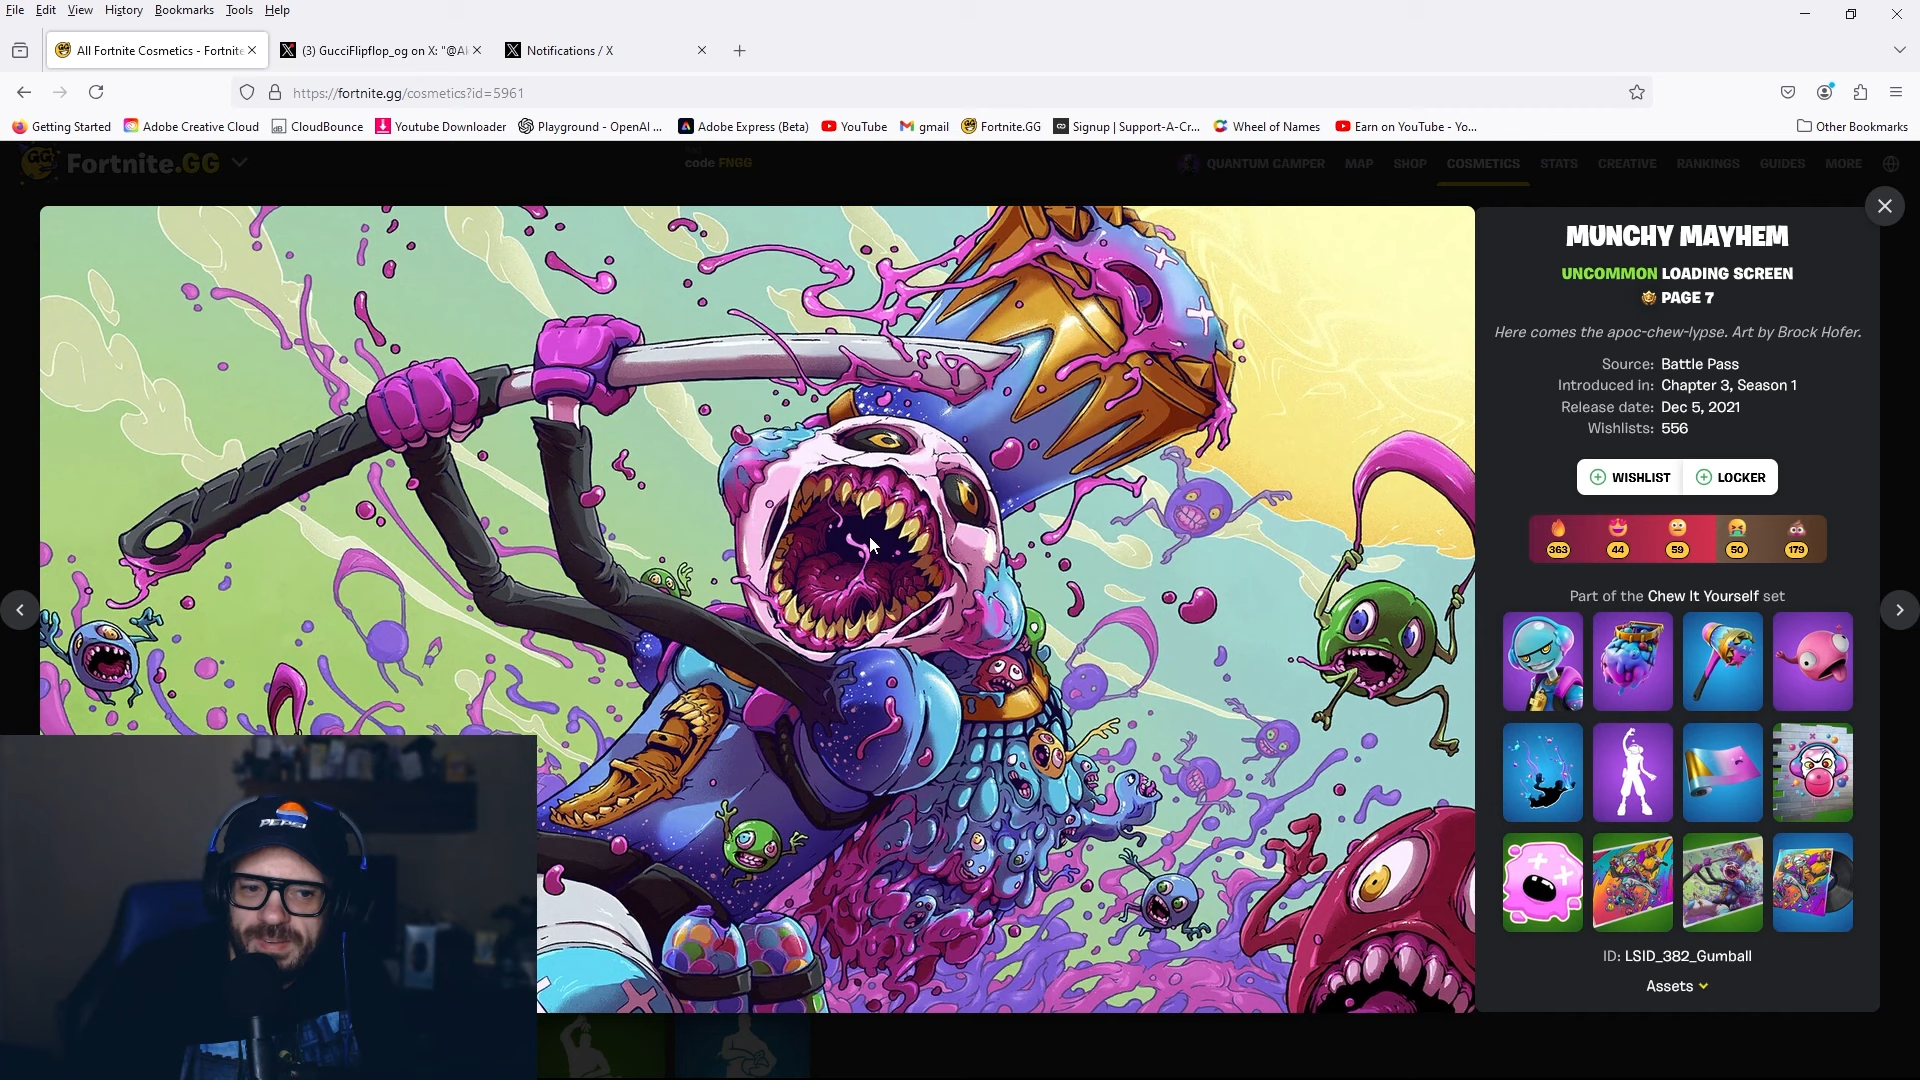 File Edit View History Bookmarks Tools Help
All Fortnite Cosmetics - Fortnite
(3) GucciFlipflop_og on X: "@Al
Notifications / X
https://fortnite.gg/cosmetics?id=5961
Getting Started
Adobe Creative Cloud
CloudBounce
Youtube Downloader
Playground - OpenAI ...
Adobe Express (Beta)
YouTube
gmail
Fortnite.GG
Signup | Support-A-Cr...
Wheel of Names
Earn on YouTube - Yo...
Other Bookmarks
Fortnite.GG
code FNGG
QUANTUM CAMPER MAP SHOP COSMETICS STATS CREATIVE RANKINGS GUIDES MORE
MUNCHY MAYHEM
UNCOMMON LOADING SCREEN
PAGE 7
Here comes the apoc-chew-lypse. Art by Brock Hofer.
Source: Battle Pass
Introduced in: Chapter 3, Season 1
Release date: Dec 5, 2021
Wishlists: 556
WISHLIST LOCKER
363 44 59 50 179
Part of the Chew It Yourself set
PEPSI
ID: LSID_382_Gumball
Assets